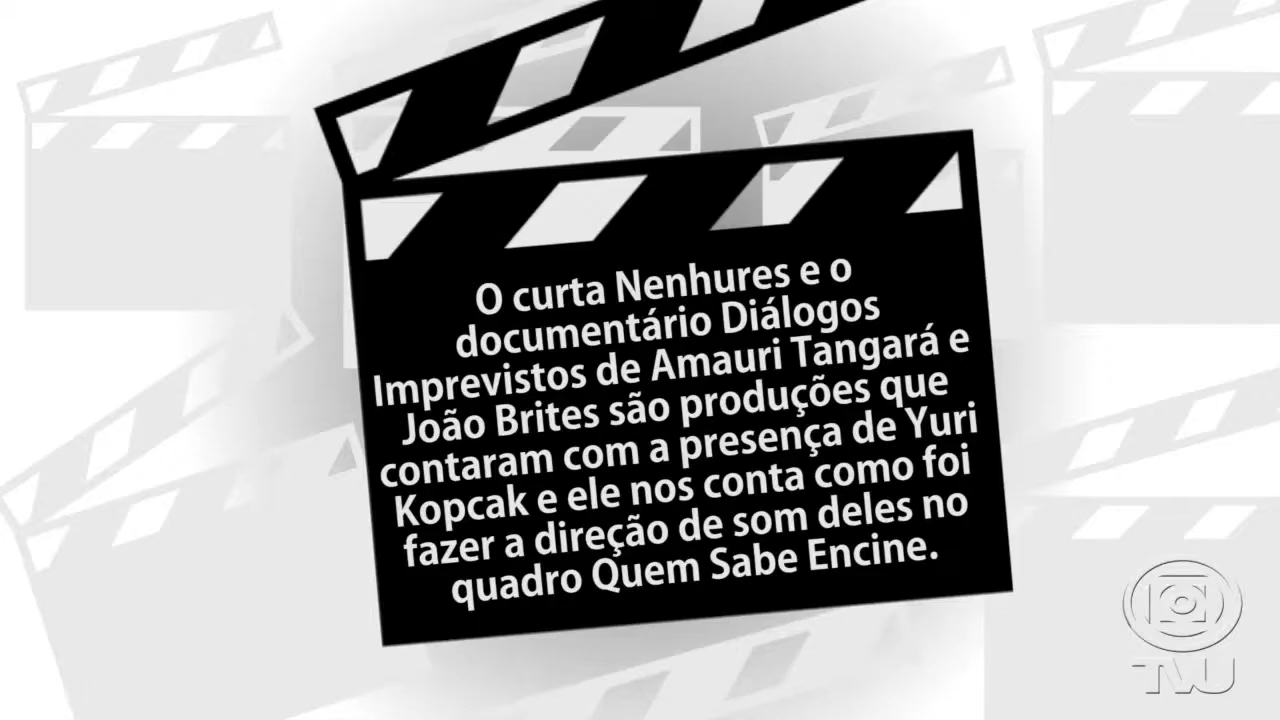 O curta Nenhures e o
documentário Diálogos
Imprevistos de Amauri Tangará e
João Brites são produções que
contaram com a presença de Yuri
Kopcak e ele nos conta como foi
fazer a direção de som deles no
quadro Quem Sabe Encine.
TVU